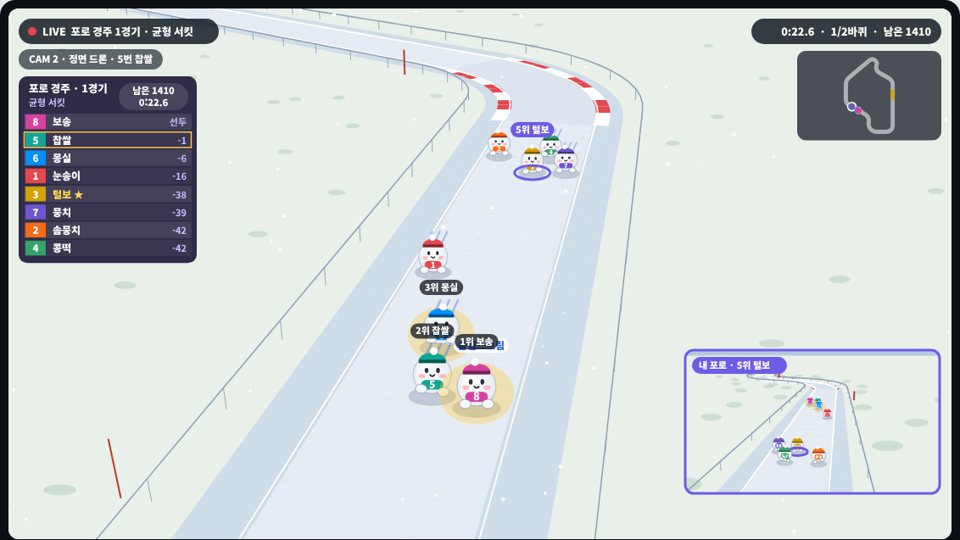 LIVE 포로 경주 1경기 · 균형 서킷
0:22.6 · 1/2바퀴 · 남은 1410
CAM 2 · 정면 드론 · 5번 찹쌀
포로 경주 · 1경기
균형 서킷
남은 1410
0:22.6
8 보송 선두
5 찹쌀 -1
6 몽실 -6
1 눈송이 -16
3 털보 ★ -38
7 뭉치 -39
2 솜뭉치 -42
4 콩떡 -42
5위 털보
1
3위 몽실
2위 찹쌀
1위 보송
5
8
내 포로 · 5위 털보